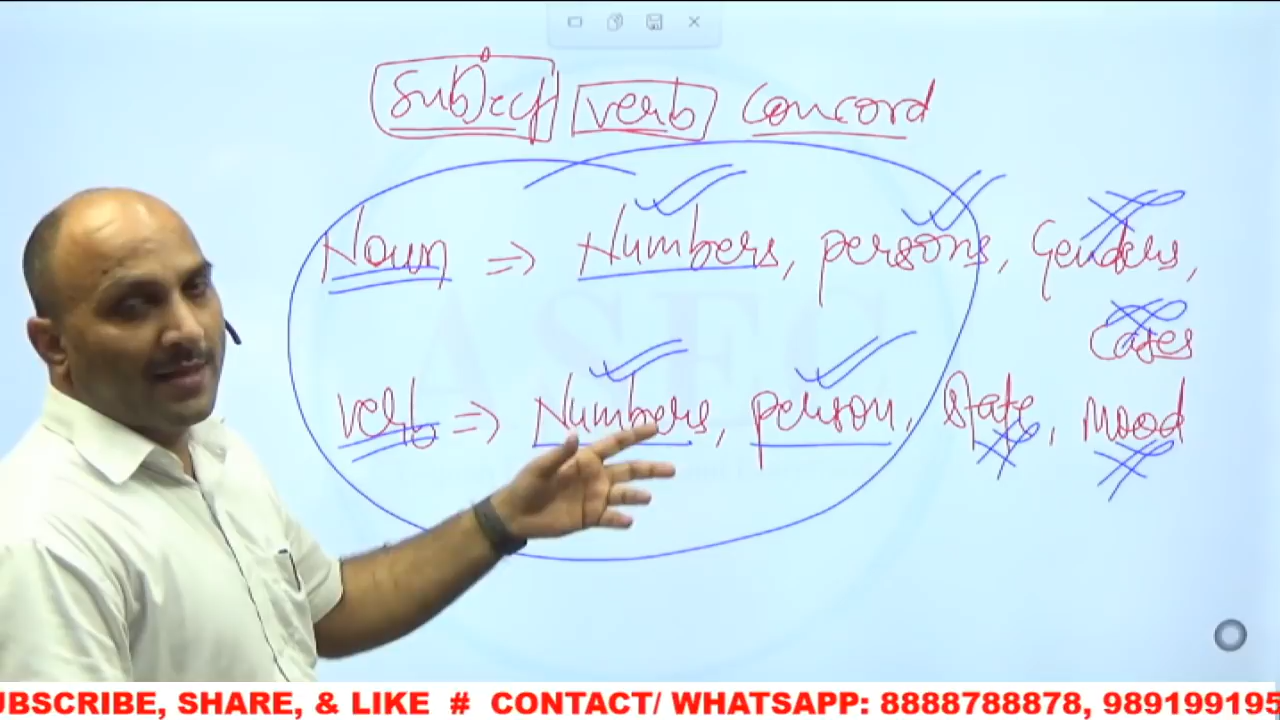 Subject verb Concord
Noun => Numbers, persons, Genders,
Cases
verb => Numbers, person, State, Mood
UBSCRIBE, SHARE, & LIKE # CONTACT/ WHATSAPP: 8888788878, 989199195